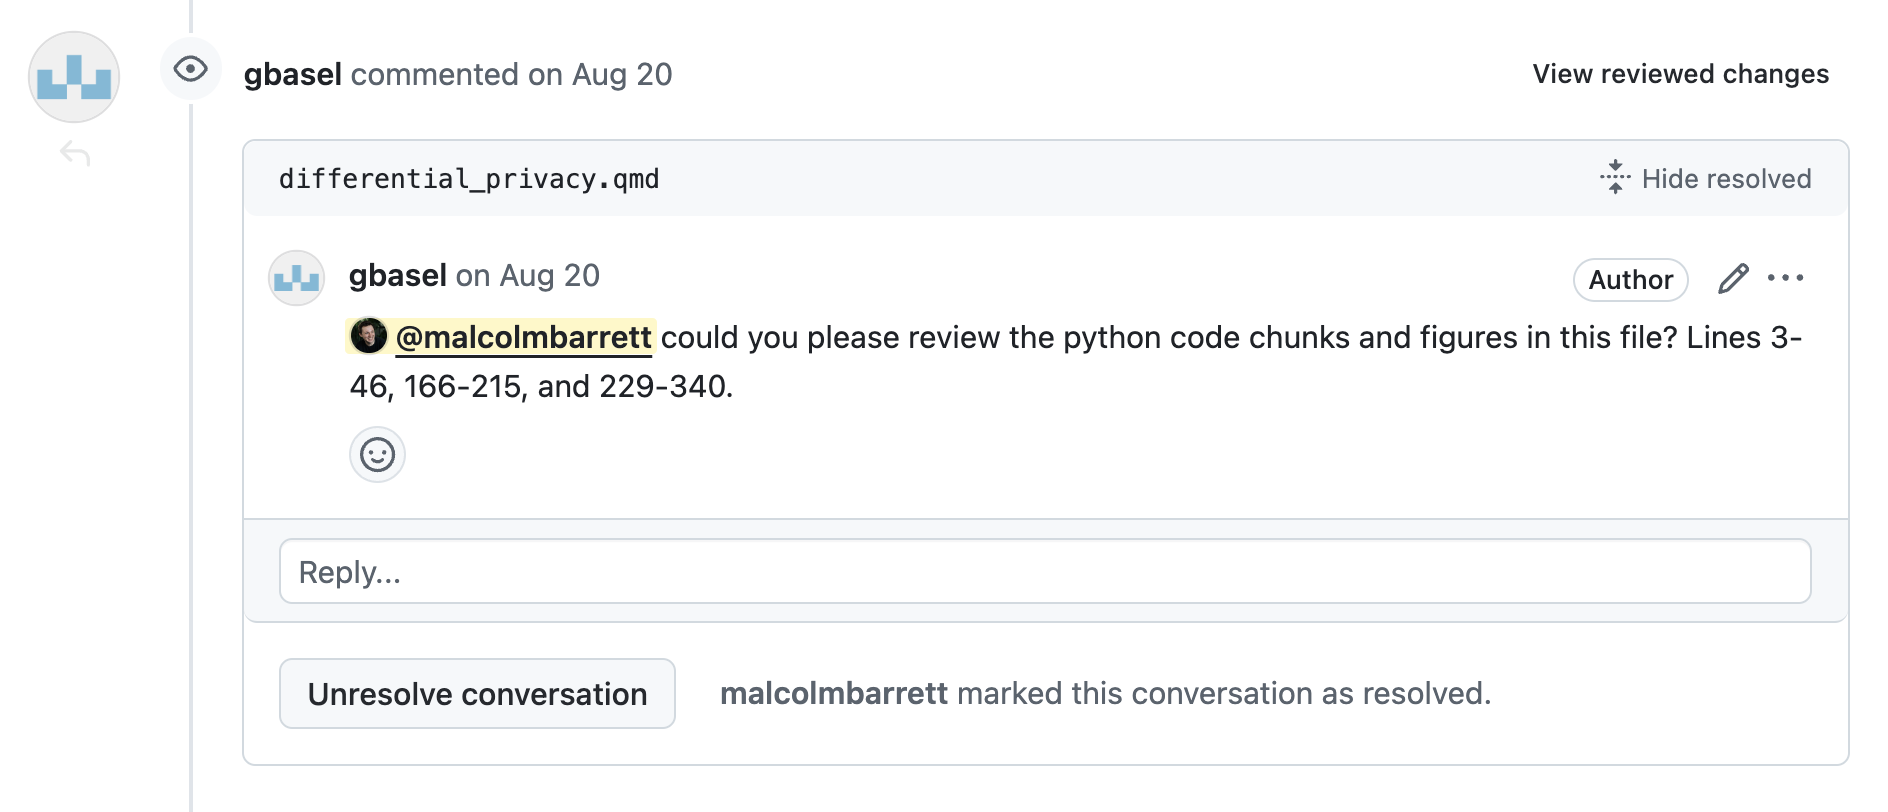 gbasel commented on Aug 20
View reviewed changes
differential_privacy.qmd
Hide resolved
gbasel on Aug 20
Author
@malcolmbarrett could you please review the python code chunks and figures in this file? Lines 3-
46, 166-215, and 229-340.
Reply...
Unresolve conversation
malcolmbarrett marked this conversation as resolved.